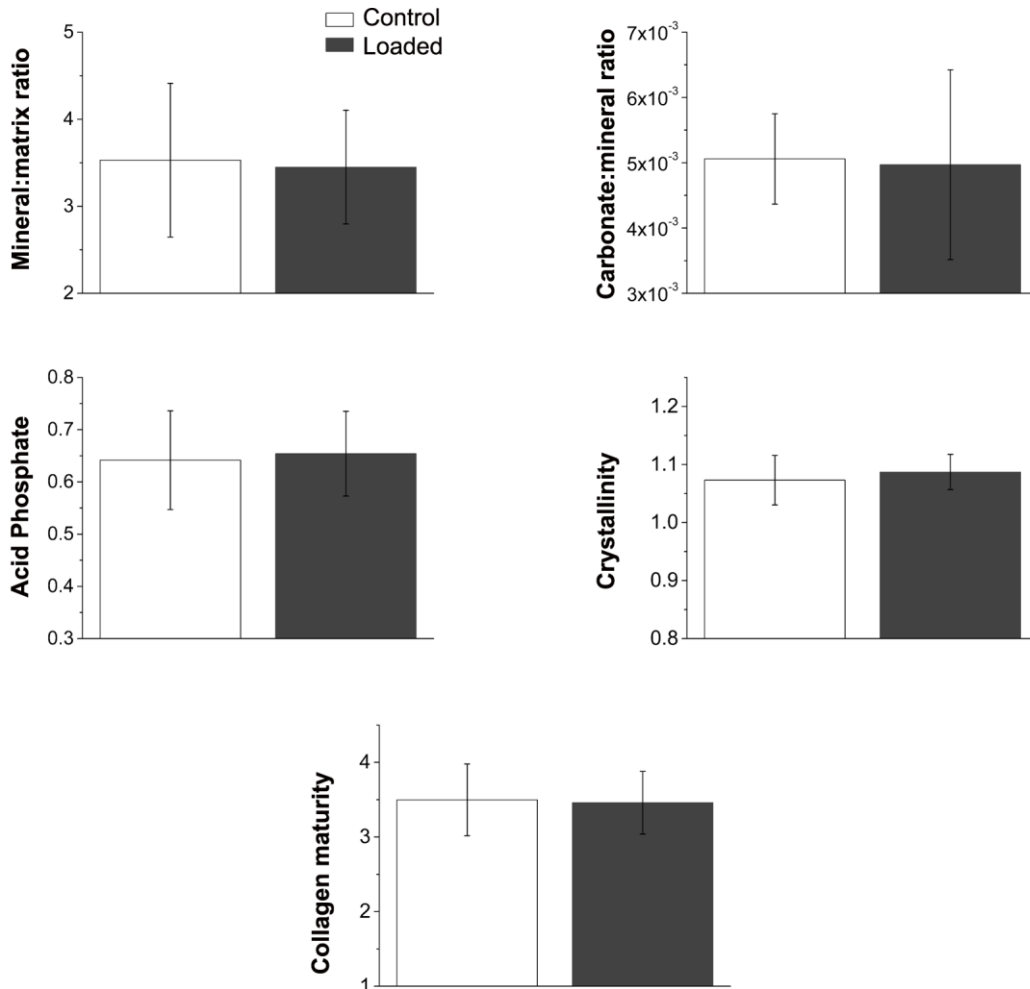 Control
Loaded
Mineral:matrix ratio
5
4
3
2
Carbonate:mineral ratio
7x10⁻³
6x10⁻³
5x10⁻³
4x10⁻³
3x10⁻³
Acid Phosphate
0.8
0.7
0.6
0.5
0.4
0.3
Crystallinity
1.2
1.1
1.0
0.9
0.8
Collagen maturity
4
3
2
1